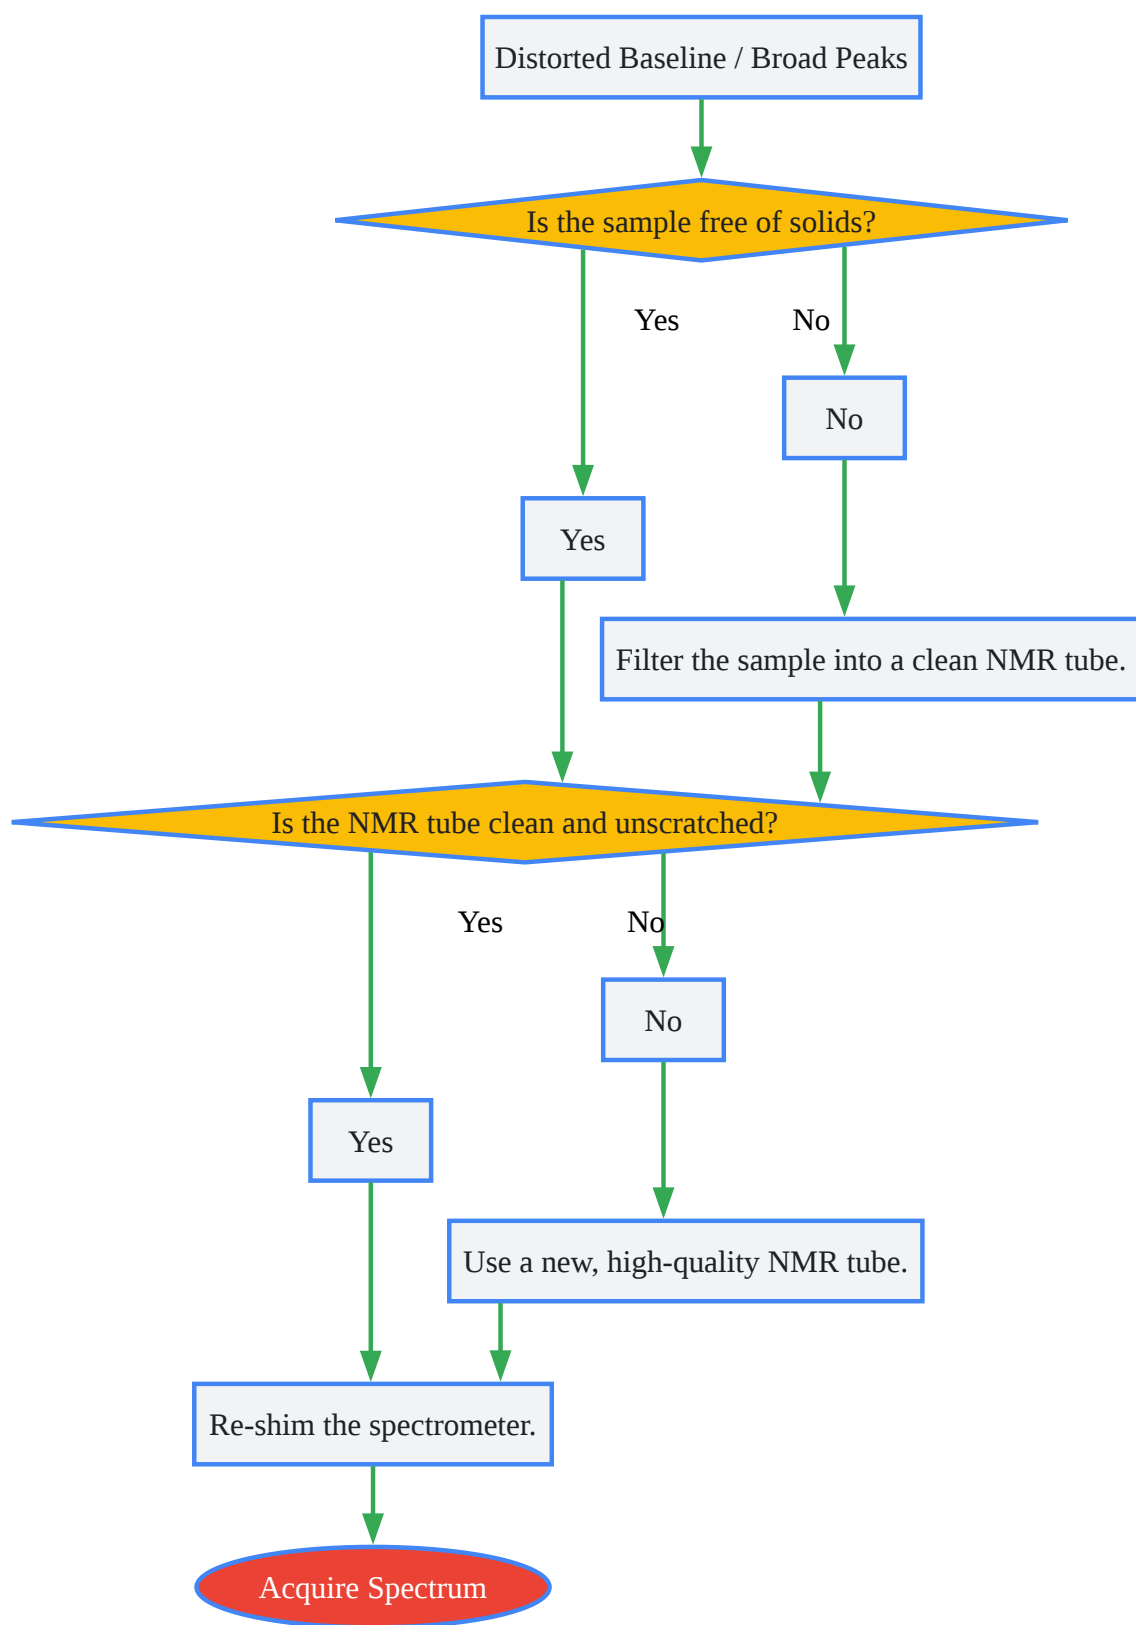 Distorted Baseline / Broad Peaks
Is the sample free of solids?
Yes
No
No
Yes
Filter the sample into a clean NMR tube.
Is the NMR tube clean and unscratched?
Yes
No
No
Yes
Use a new, high-quality NMR tube.
Re-shim the spectrometer.
Acquire Spectrum